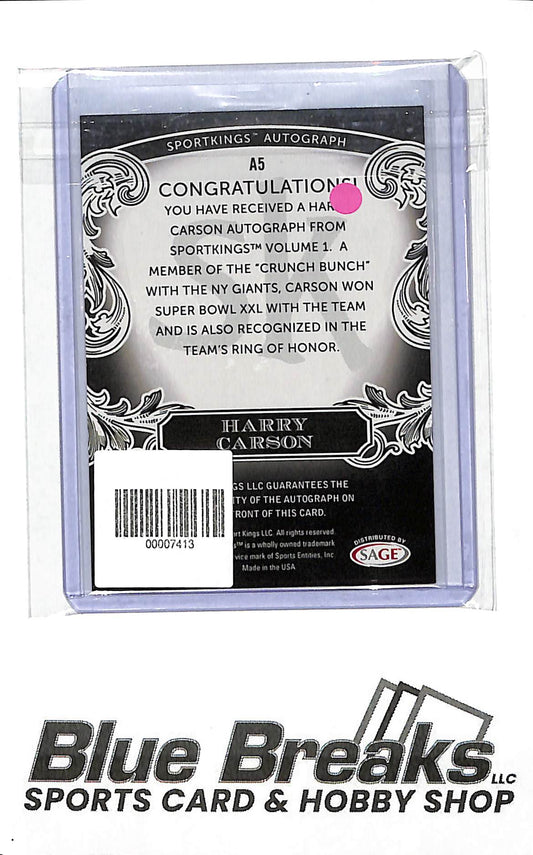 SPORTKINGS™ AUTOGRAPH
A5
CONGRATULATIONS!
YOU HAVE RECEIVED A HAR
CARSON AUTOGRAPH FROM
SPORTKINGS™ VOLUME 1. A
MEMBER OF THE “CRUNCH BUNCH”
WITH THE NY GIANTS, CARSON WON
SUPER BOWL XXL WITH THE TEAM
AND IS ALSO RECOGNIZED IN THE
TEAM’S RING OF HONOR.
HARRY
CARSON
GS LLC GUARANTEES THE
ITY OF THE AUTOGRAPH ON
FRONT OF THIS CARD.
ort Kings LLC. All rights reserved.
gs™ is a wholly owned trademark
vice mark of Sports Entities, Inc.
Made in the USA
DISTRIBUTED BY
SAGE
00007413
Blue Breaks LLC
SPORTS CARD & HOBBY SHOP